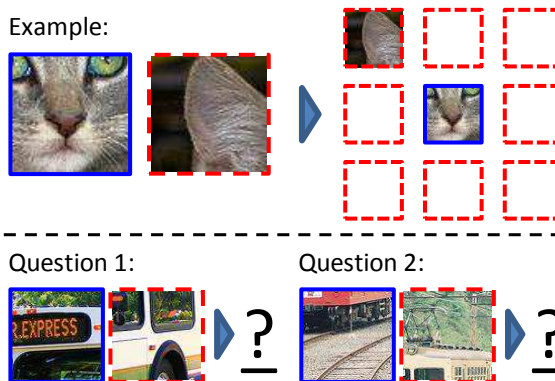 Example:
Question 1:
Question 2:
R.EXPRESS
?
?